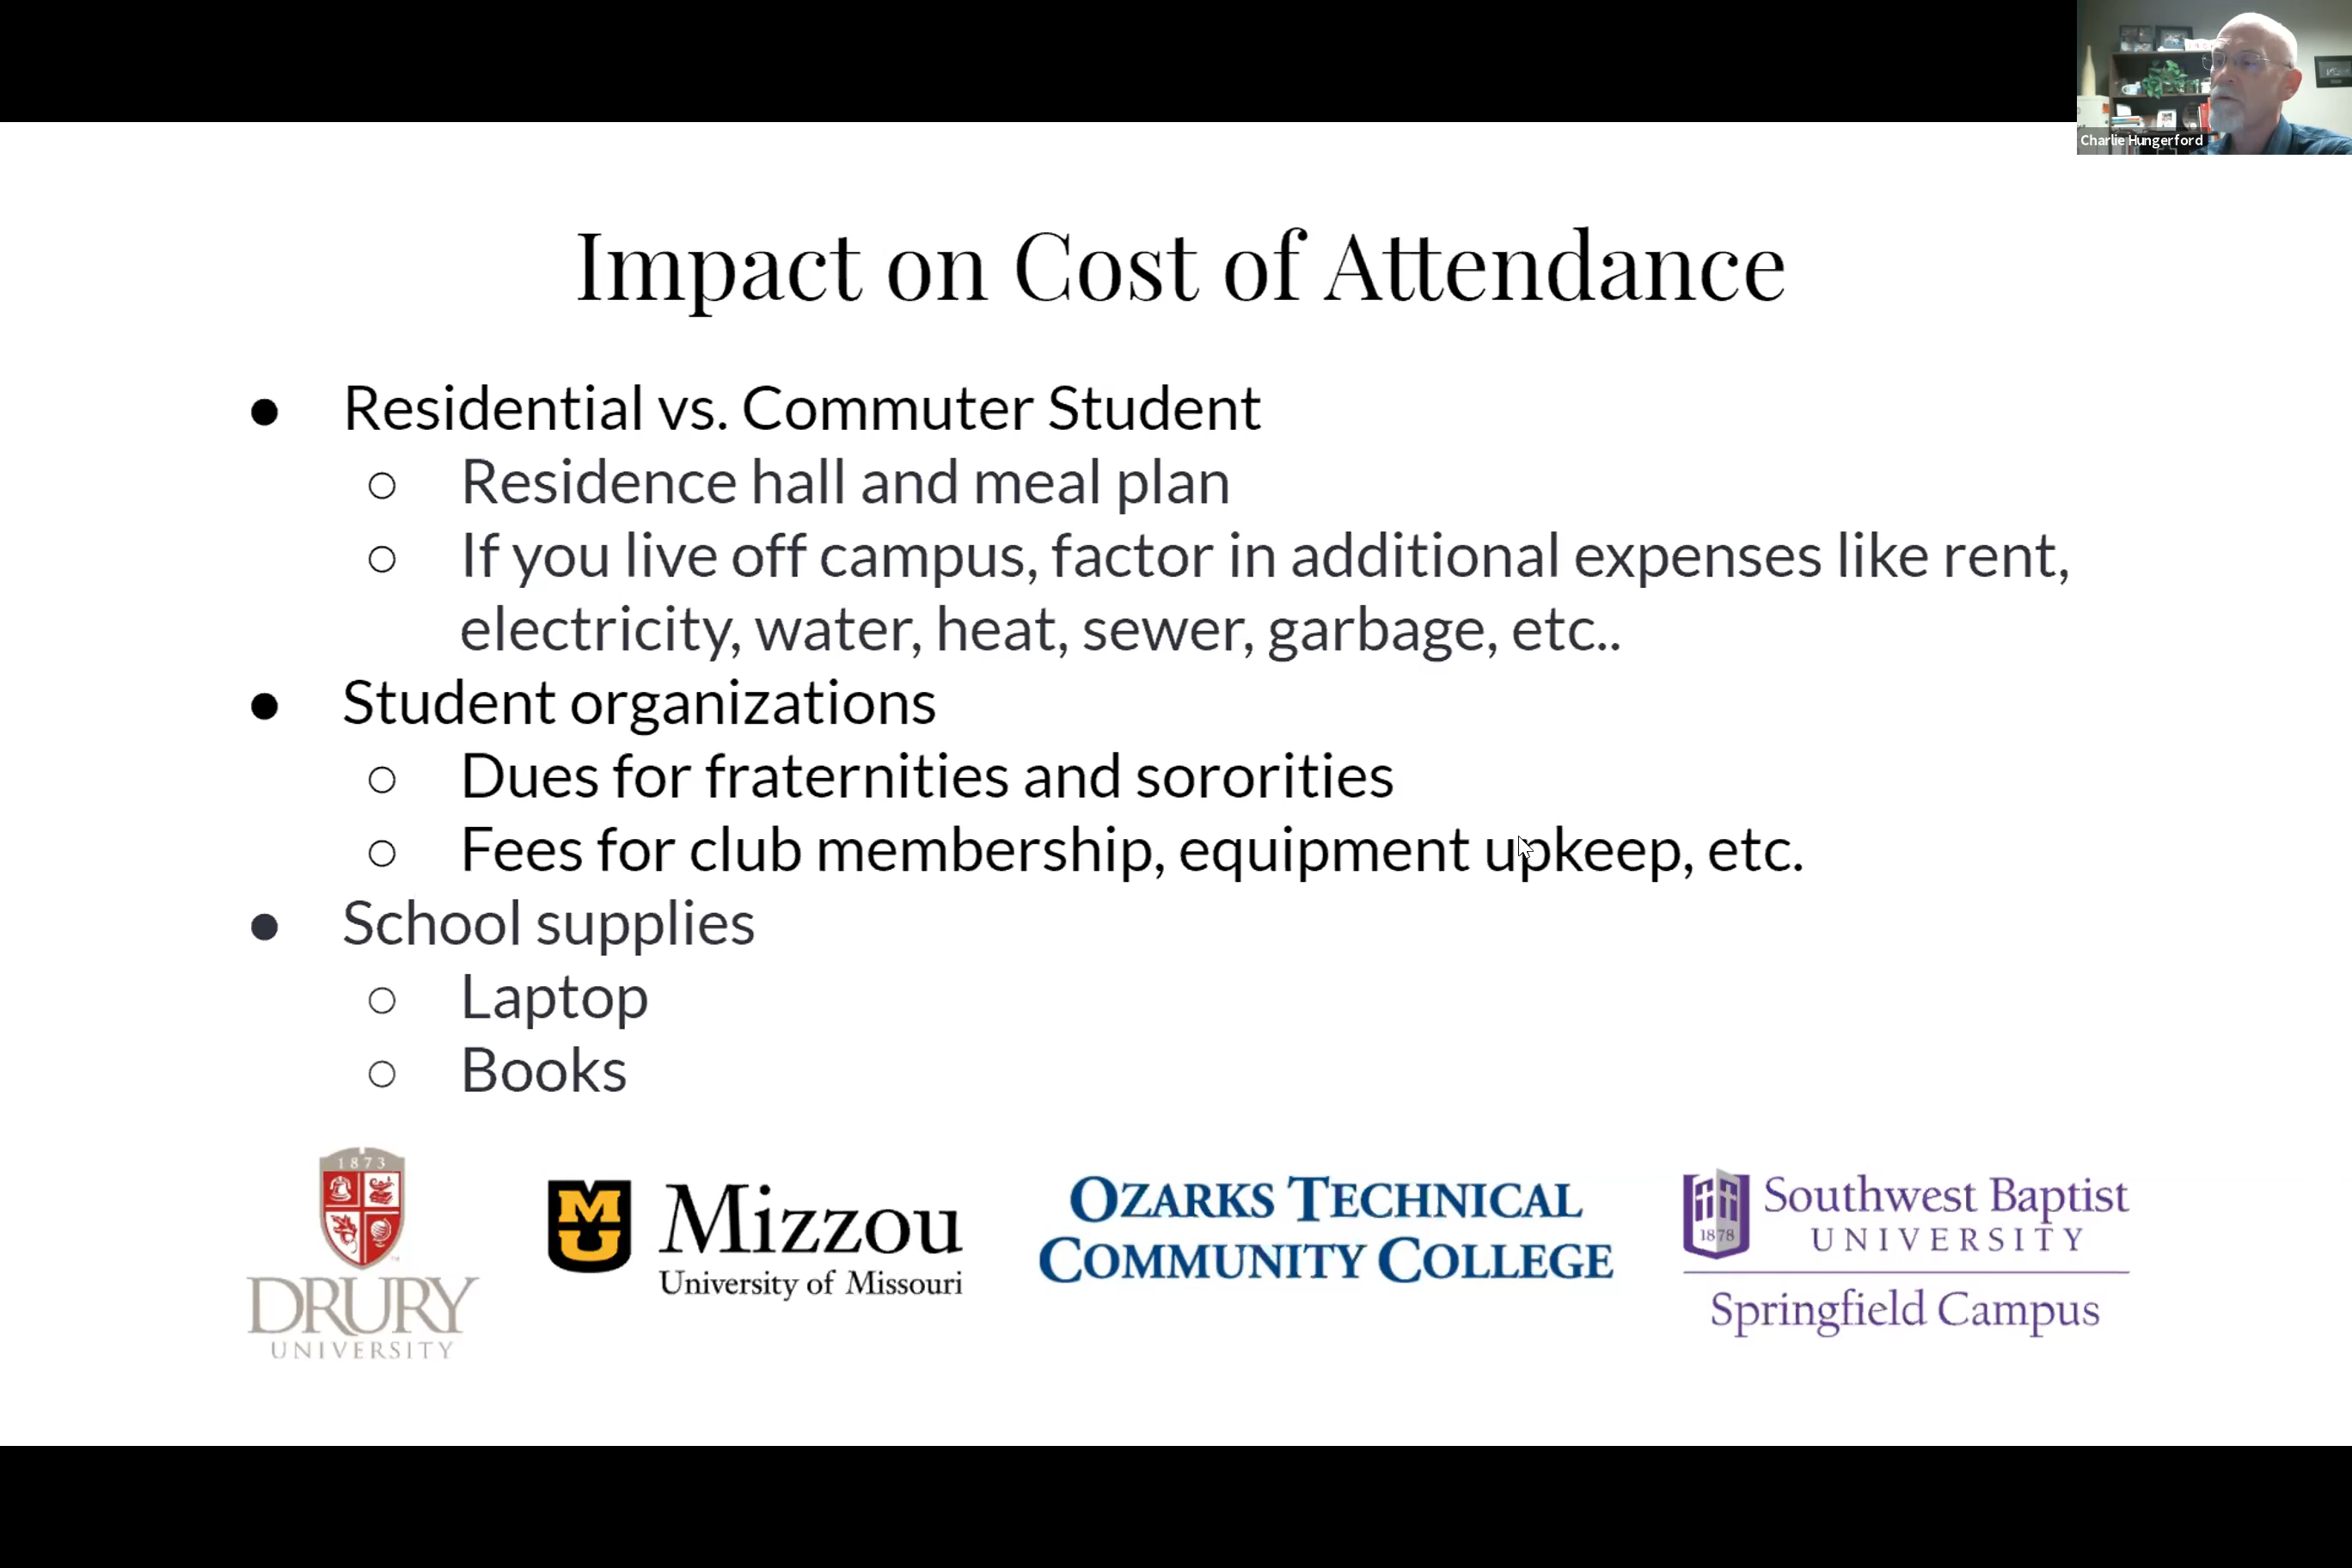 Charlie Hungerford
Impact on Cost of Attendance
● Residential vs. Commuter Student
○ Residence hall and meal plan
○ If you live off campus, factor in additional expenses like rent,
electricity, water, heat, sewer, garbage, etc..
● Student organizations
○ Dues for fraternities and sororities
○ Fees for club membership, equipment upkeep, etc.
● School supplies
○ Laptop
○ Books
1873
DRURY
UNIVERSITY
MU
Mizzou
University of Missouri
OZARKS TECHNICAL
COMMUNITY COLLEGE
1878
Southwest Baptist
UNIVERSITY
Springfield Campus